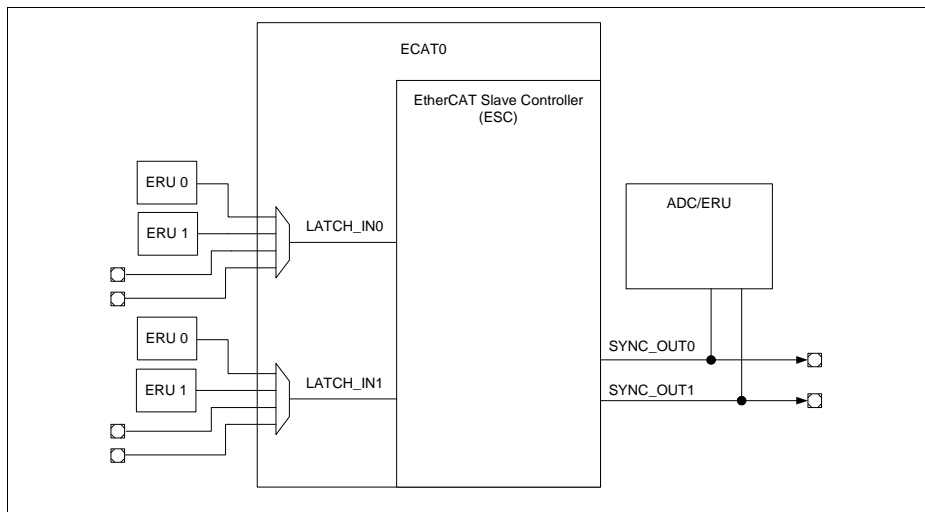 ECAT0
EtherCAT Slave Controller
(ESC)
ERU 0
ERU 1
LATCH_IN0
ADC/ERU
ERU 0
ERU 1
LATCH_IN1
SYNC_OUT0
SYNC_OUT1